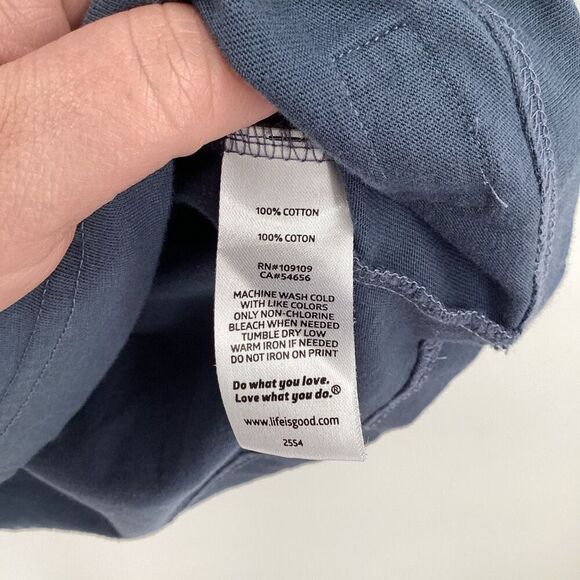 100% COTTON
100% COTON
RN#109109
CA#54656
MACHINE WASH COLD
WITH LIKE COLORS
ONLY NON-CHLORINE
BLEACH WHEN NEEDED
TUMBLE DRY LOW
WARM IRON IF NEEDED
DO NOT IRON ON PRINT
Do what you love.
Love what you do.®
www.lifeisgood.com
2554